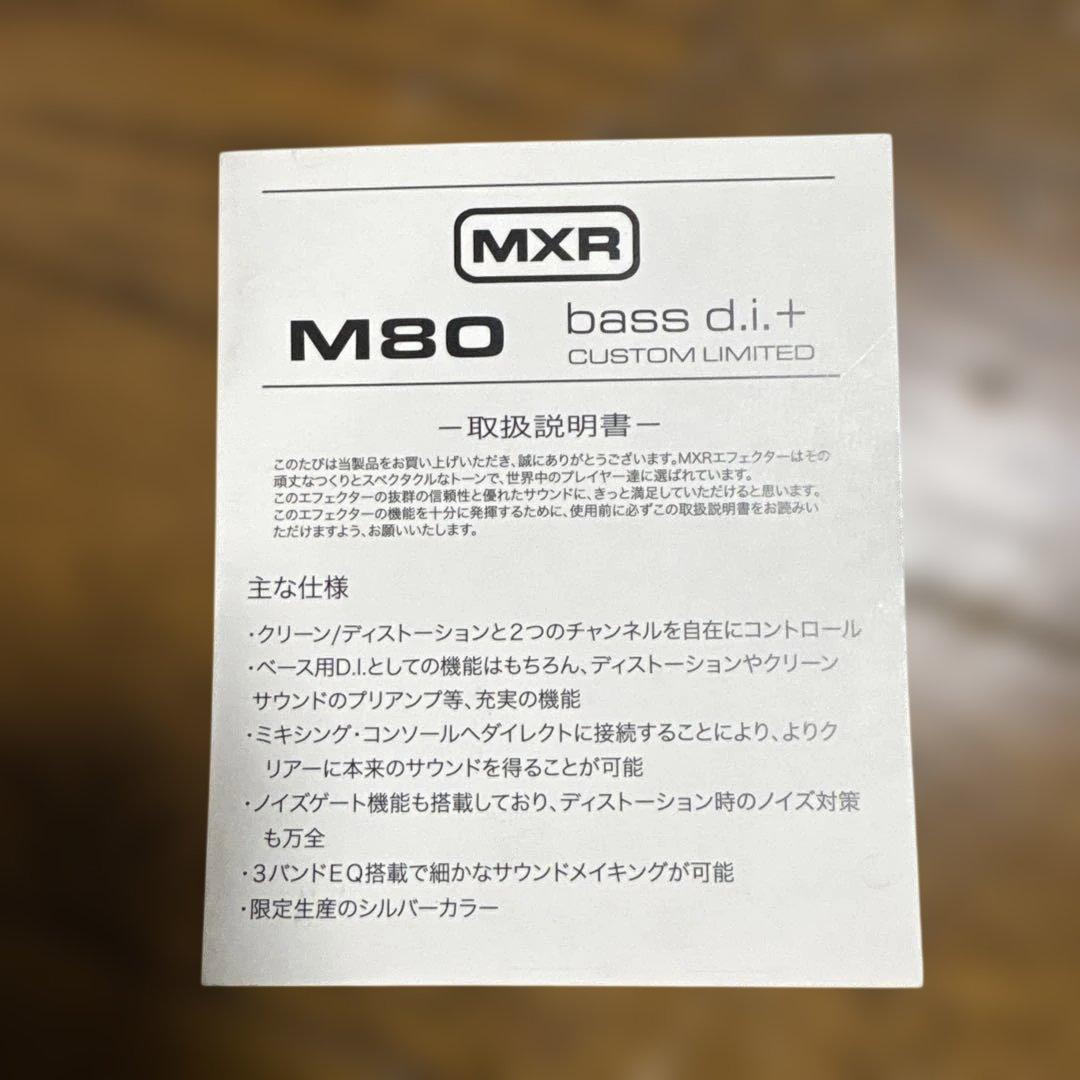 MXR
M80 bass d.i.+
CUSTOM LIMITED
－取扱説明書－
このたびは当製品をお買い上げいただき、誠にありがとうございます。MXRエフェクターはその
頑丈なつくりとスペクタクルなトーンで、世界中のプレイヤー達に選ばれています。
このエフェクターの抜群の信頼性と優れたサウンドに、きっと満足していただけると思います。
このエフェクターの機能を十分に発揮するために、使用前に必ずこの取扱説明書をお読みい
ただけますよう、お願いいたします。
主な仕様
・クリーン/ディストーションと2つのチャンネルを自在にコントロール
・ベース用D.I.としての機能はもちろん、ディストーションやクリーン
サウンドのプリアンプ等、充実の機能
・ミキシング・コンソールへダイレクトに接続することにより、よりク
リアーに本来のサウンドを得ることが可能
・ノイズゲート機能も搭載しており、ディストーション時のノイズ対策
も万全
・3バンドEQ搭載で細かなサウンドメイキングが可能
・限定生産のシルバーカラー